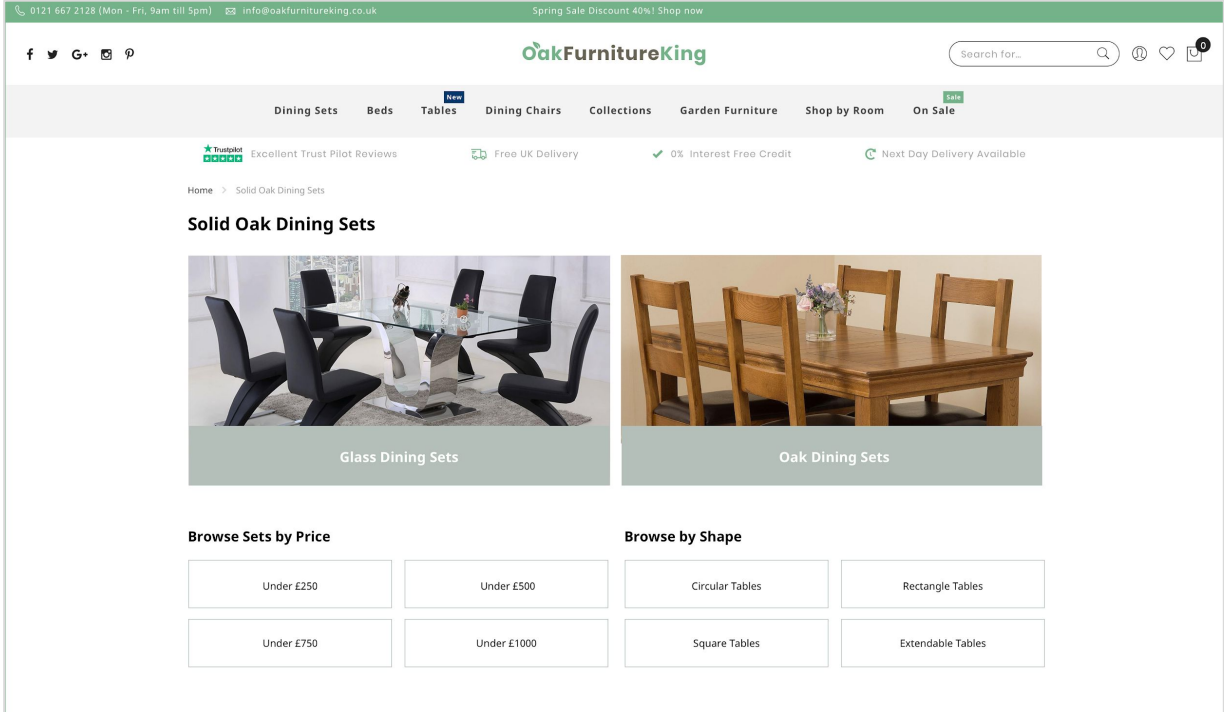 0121 667 2128 (Mon - Fri, 9am till 5pm) info@oakfurnitureking.co.uk Spring Sale Discount 40%! Shop now
OakFurnitureKing
Search for...
0
New
Sale
Dining Sets Beds Tables Dining Chairs Collections Garden Furniture Shop by Room On Sale
Trustpilot Excellent Trust Pilot Reviews Free UK Delivery 0% Interest Free Credit Next Day Delivery Available
Home > Solid Oak Dining Sets
Solid Oak Dining Sets
Glass Dining Sets
Oak Dining Sets
Browse Sets by Price
Under £250 Under £500
Under £750 Under £1000
Browse by Shape
Circular Tables Rectangle Tables
Square Tables Extendable Tables